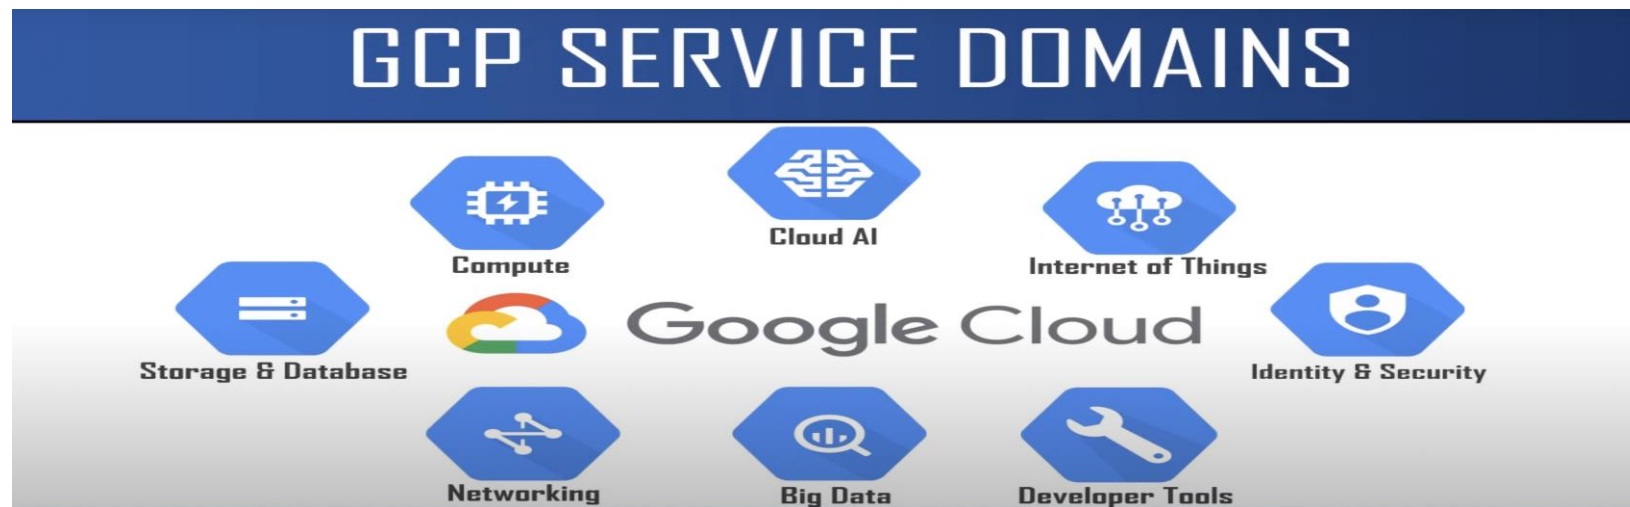 GCP SERVICE DOMAINS
Cloud AI
Compute
Internet of Things
Google Cloud
Storage & Database
Identity & Security
Networking
Big Data
Developer Tools